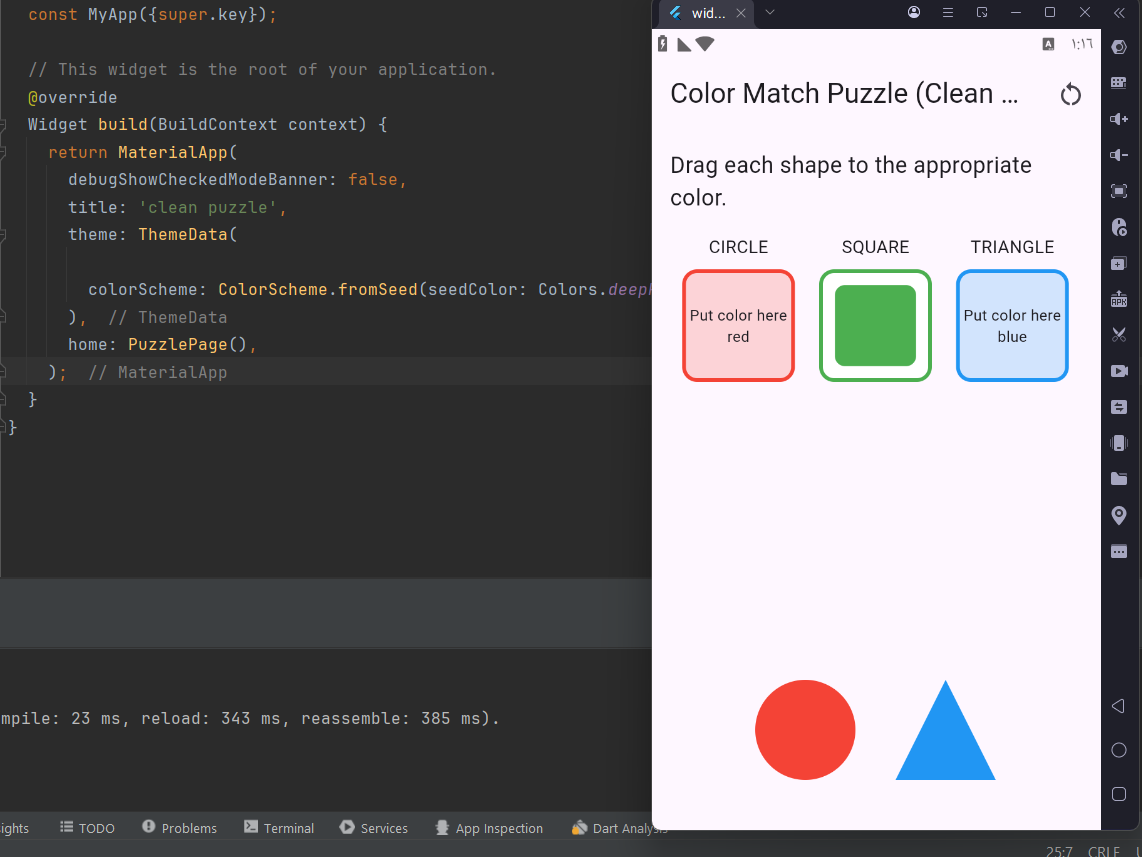 const MyApp({super.key});
// This widget is the root of your application.
@override
Widget build(BuildContext context) {
return MaterialApp(
debugShowCheckedModeBanner: false,
title: 'clean puzzle',
theme: ThemeData(
colorScheme: ColorScheme.fromSeed(seedColor: Colors.deep
), // ThemeData
home: PuzzlePage(),
); // MaterialApp
}
}
mpile: 23 ms, reload: 343 ms, reassemble: 385 ms).
ights TODO Problems Terminal Services App Inspection Dart Analysis
25:7 CRLF
wid...
A ١:١٦
Color Match Puzzle (Clean ...
Drag each shape to the appropriate
color.
CIRCLE SQUARE TRIANGLE
Put color here
red
Put color here
blue
APK